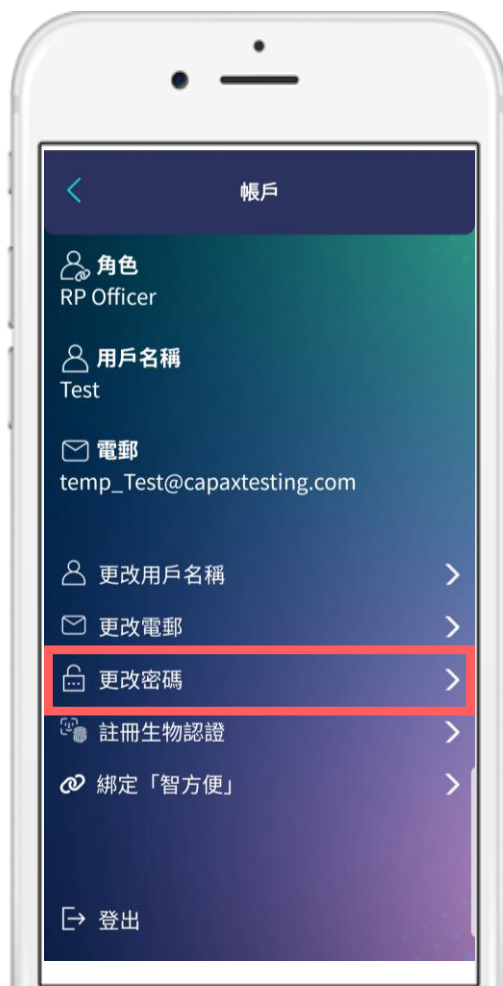 帳戶
角色
RP Officer
用戶名稱
Test
電郵
temp_Test@capaxtesting.com
更改用戶名稱
更改電郵
更改密碼
註冊生物認證
綁定「智方便」
登出